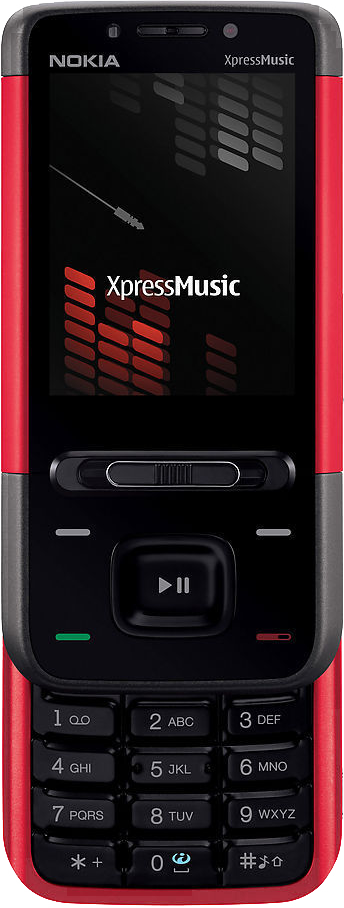 NOKIA XpressMusic
XpressMusic
1 2 ABC 3 DEF
4 GHI 5 JKL 6 MNO
7 PQRS 8 TUV 9 WXYZ
* + 0 #